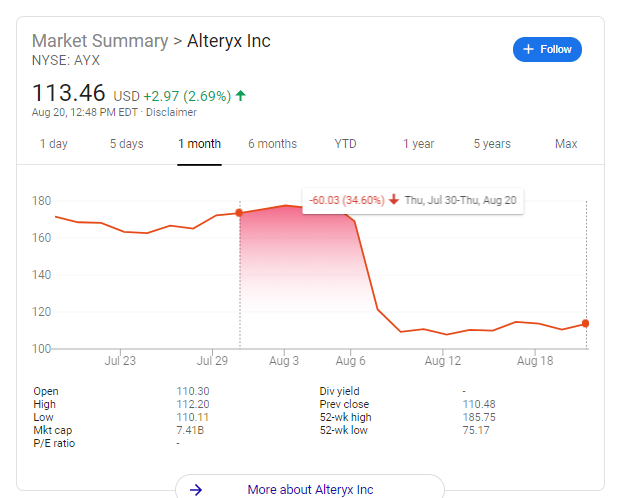 Market Summary > Alteryx Inc
NYSE: AYX
+ Follow
113.46 USD +2.97 (2.69%)
Aug 20, 12:48 PM EDT · Disclaimer
1 day 5 days 1 month 6 months YTD 1 year 5 years Max
-60.03 (34.60%) Thu, Jul 30-Thu, Aug 20
180
160
140
120
100
Jul 23 Jul 29 Aug 3 Aug 6 Aug 12 Aug 18
Open 110.30 Div yield -
High 112.20 Prev close 110.48
Low 110.11 52-wk high 185.75
Mkt cap 7.41B 52-wk low 75.17
P/E ratio -
More about Alteryx Inc